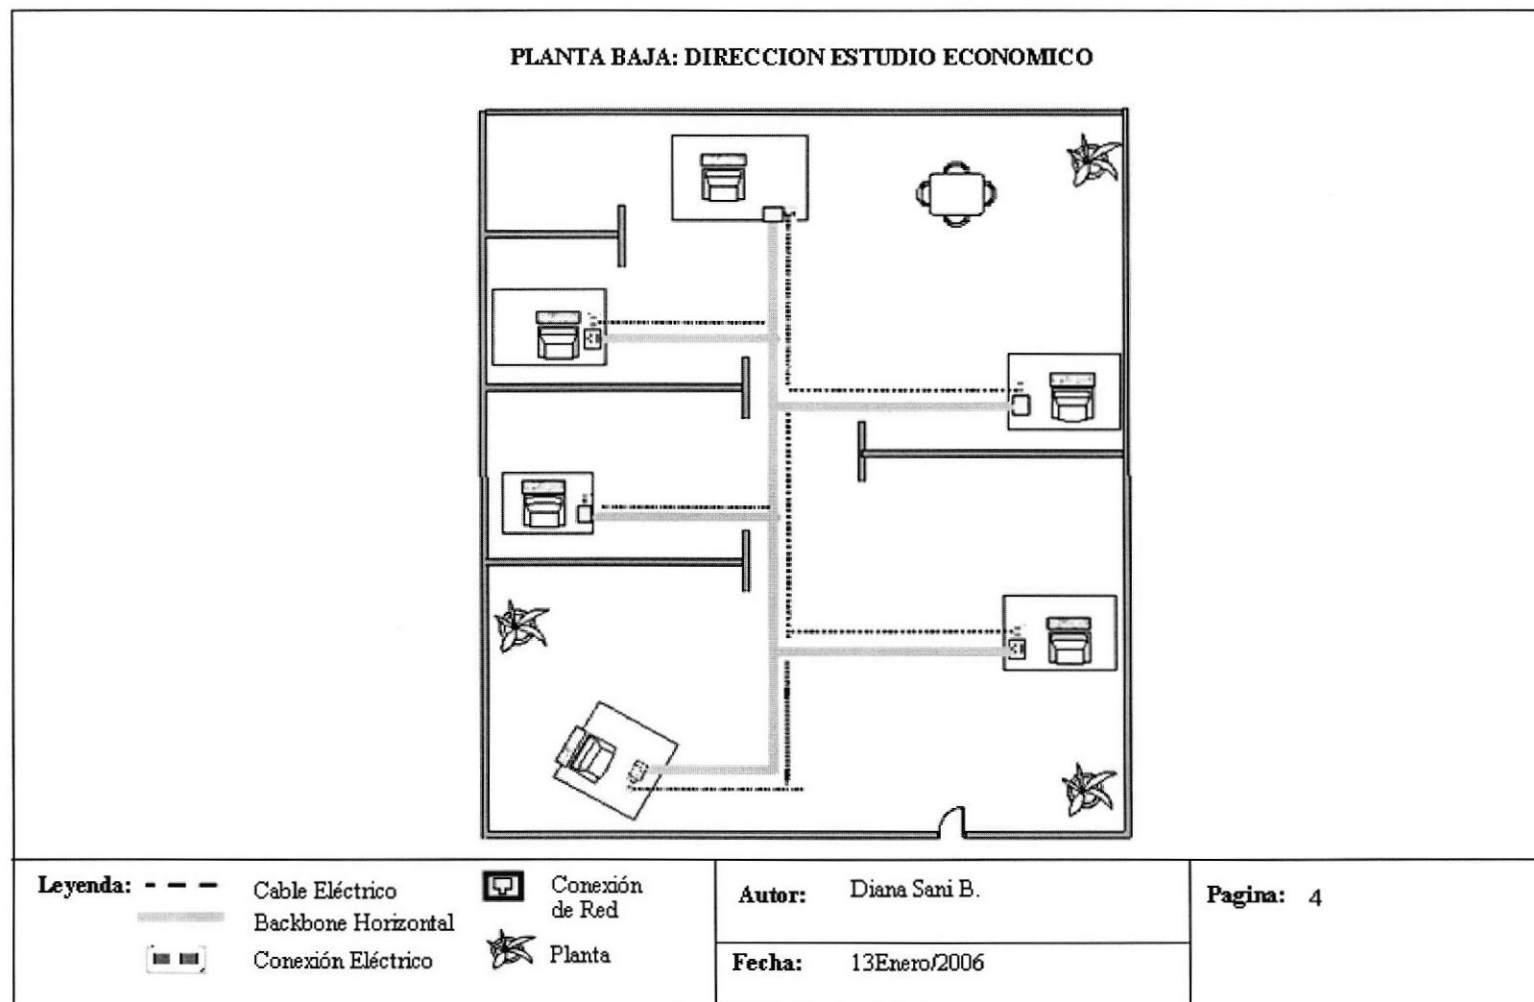 PLANTA BAJA: DIRECCION ESTUDIO ECONOMICO
Leyenda:
Cable Eléctrico
Backbone Horizontal
Conexión Eléctrico
Conexión
de Red
Planta
Autor: Diana Sani B.
Fecha: 13Enero/2006
Pagina: 4